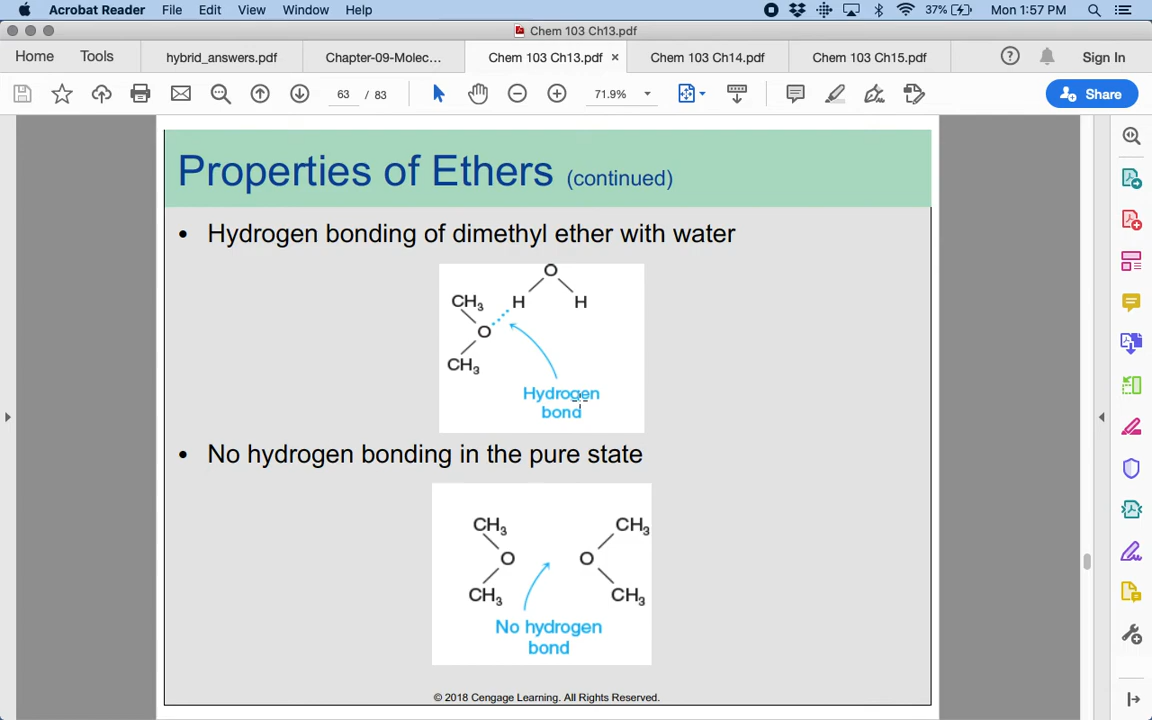 Acrobat Reader File Edit View Window Help 37% Mon 1:57 PM
Chem 103 Ch13.pdf
Home Tools hybrid_answers.pdf Chapter-09-Molec... Chem 103 Ch13.pdf × Chem 103 Ch14.pdf Chem 103 Ch15.pdf Sign In
63 / 83 71.9% Share
Properties of Ethers (continued)
• Hydrogen bonding of dimethyl ether with water
O
CH₃ H H
O
CH₃
Hydrogen
bond
• No hydrogen bonding in the pure state
CH₃ CH₃
O O
CH₃ CH₃
No hydrogen
bond
© 2018 Cengage Learning. All Rights Reserved.